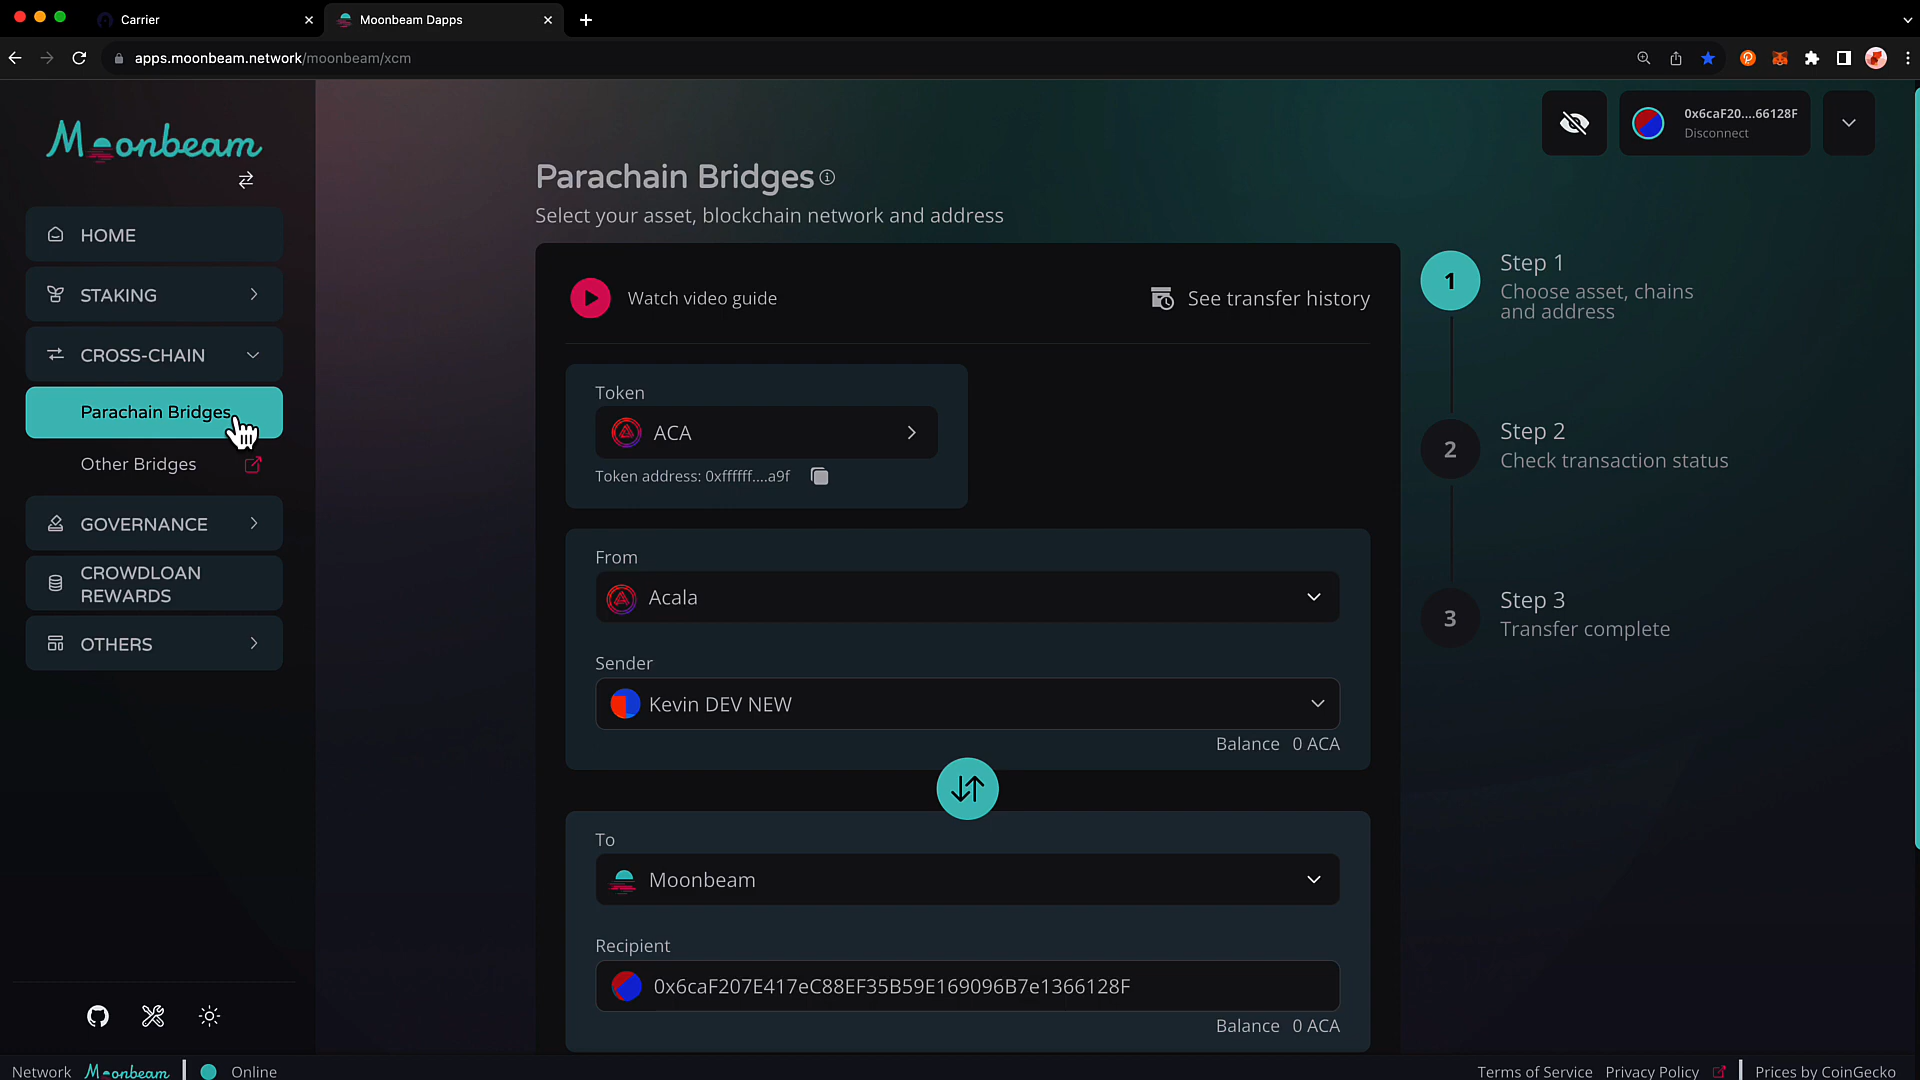 Carrier
Moonbeam Dapps
apps.moonbeam.network/moonbeam/xcm
Moonbeam
HOME
STAKING
CROSS-CHAIN
Parachain Bridges
Other Bridges
GOVERNANCE
CROWDLOAN
REWARDS
OTHERS
0x6caF20....66128F
Disconnect
Parachain Bridges
Select your asset, blockchain network and address
Watch video guide
See transfer history
Token
ACA
Token address: 0xffffff....a9f
From
Acala
Sender
Kevin DEV NEW
Balance 0 ACA
To
Moonbeam
Recipient
0x6caF207E417eC88EF35B59E169096B7e1366128F
Balance 0 ACA
1
Step 1
Choose asset, chains
and address
2
Step 2
Check transaction status
3
Step 3
Transfer complete
Network Moonbeam Online
Terms of Service Privacy Policy Prices by CoinGecko